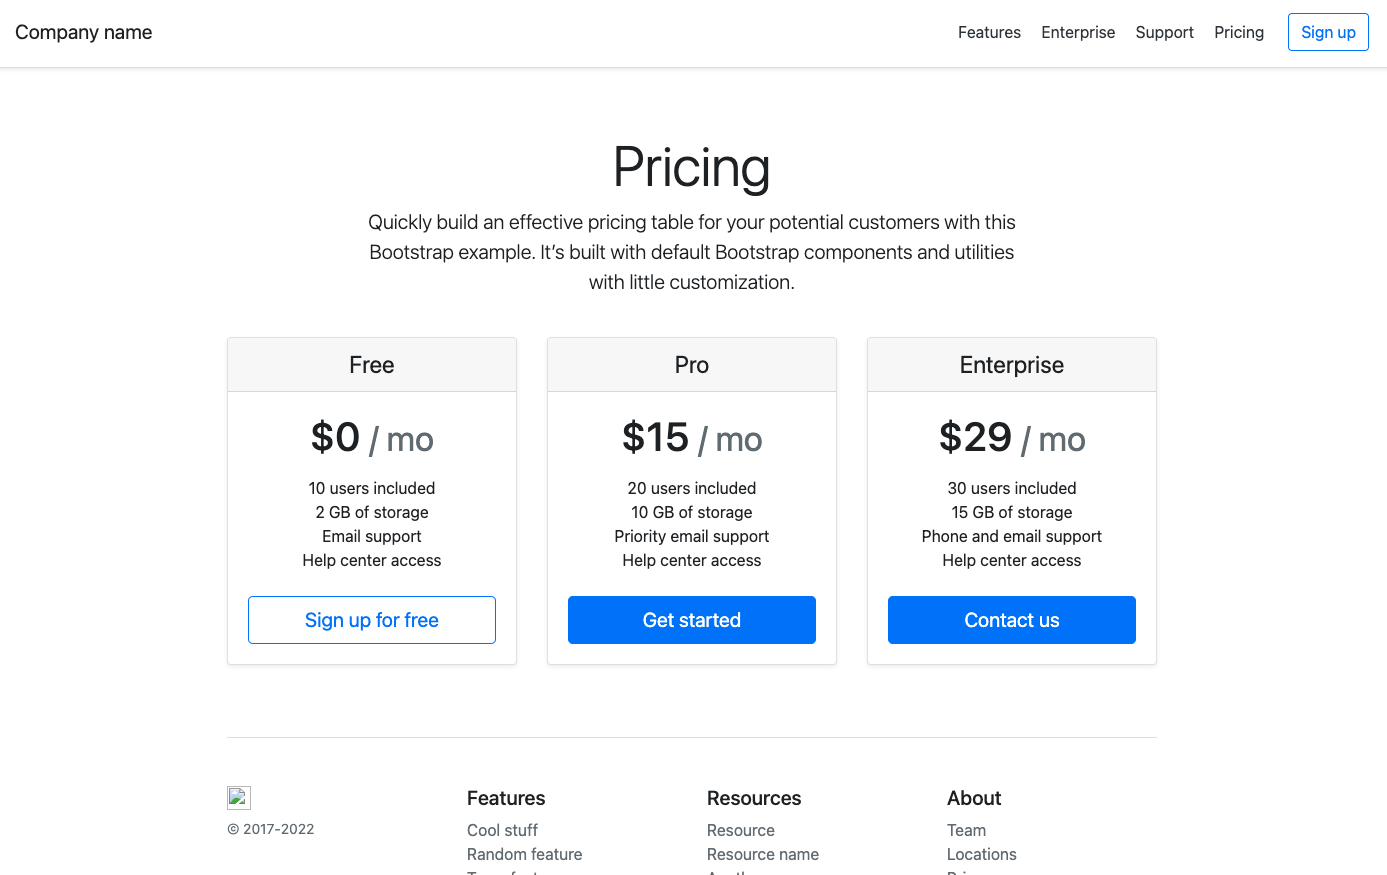 Company name
Features
Enterprise
Support
Pricing
Sign up
Pricing
Quickly build an effective pricing table for your potential customers with this
Bootstrap example. It’s built with default Bootstrap components and utilities
with little customization.
Free
$0 / mo
10 users included
2 GB of storage
Email support
Help center access
Sign up for free
Pro
$15 / mo
20 users included
10 GB of storage
Priority email support
Help center access
Get started
Enterprise
$29 / mo
30 users included
15 GB of storage
Phone and email support
Help center access
Contact us
© 2017-2022
Features
Cool stuff
Random feature
Resources
Resource
Resource name
About
Team
Locations